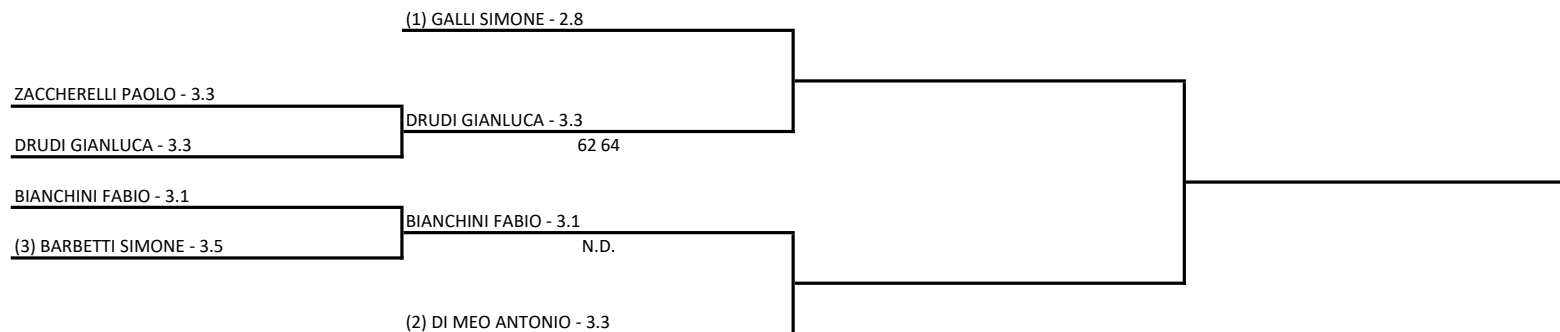 (1) GALLI SIMONE - 2.8
ZACCHERELLI PAOLO - 3.3
DRUDI GIANLUCA - 3.3
DRUDI GIANLUCA - 3.3
62 64
BIANCHINI FABIO - 3.1
BIANCHINI FABIO - 3.1
(3) BARBETTI SIMONE - 3.5
N.D.
(2) DI MEO ANTONIO - 3.3